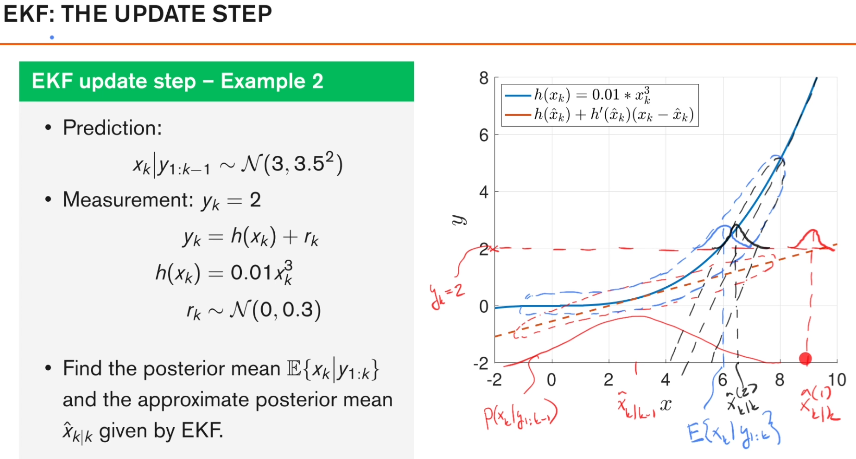 EKF: THE UPDATE STEP
EKF update step – Example 2
• Prediction:
x_k|y_{1:k−1} ∼ N(3, 3.5²)
• Measurement: y_k = 2
y_k = h(x_k) + r_k
h(x_k) = 0.01x_k³
r_k ∼ N(0, 0.3)
• Find the posterior mean E{x_k|y_{1:k}}
and the approximate posterior mean
x̂_{k|k} given by EKF.
h(x_k) = 0.01 ∗ x_k³
h(x̂_k) + h′(x̂_k)(x_k − x̂_k)
8
6
4
2
0
-2
y
y_k = 2
-2 0 2 4 6 8 10
x
p(x_k|y_{1:k-1})
x̂_{k|k-1}
E{x_k|y_{1:k}}
x̂_{k|k}^{(2)}
x̂_{k|k}^{(1)}